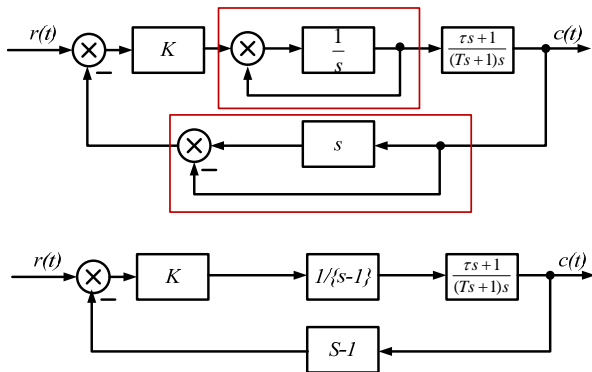 r(t) K 1/s τs+1/(Ts+1)s c(t)
−
s
−
r(t) K 1/{s-1} τs+1/(Ts+1)s c(t)
−
S-1